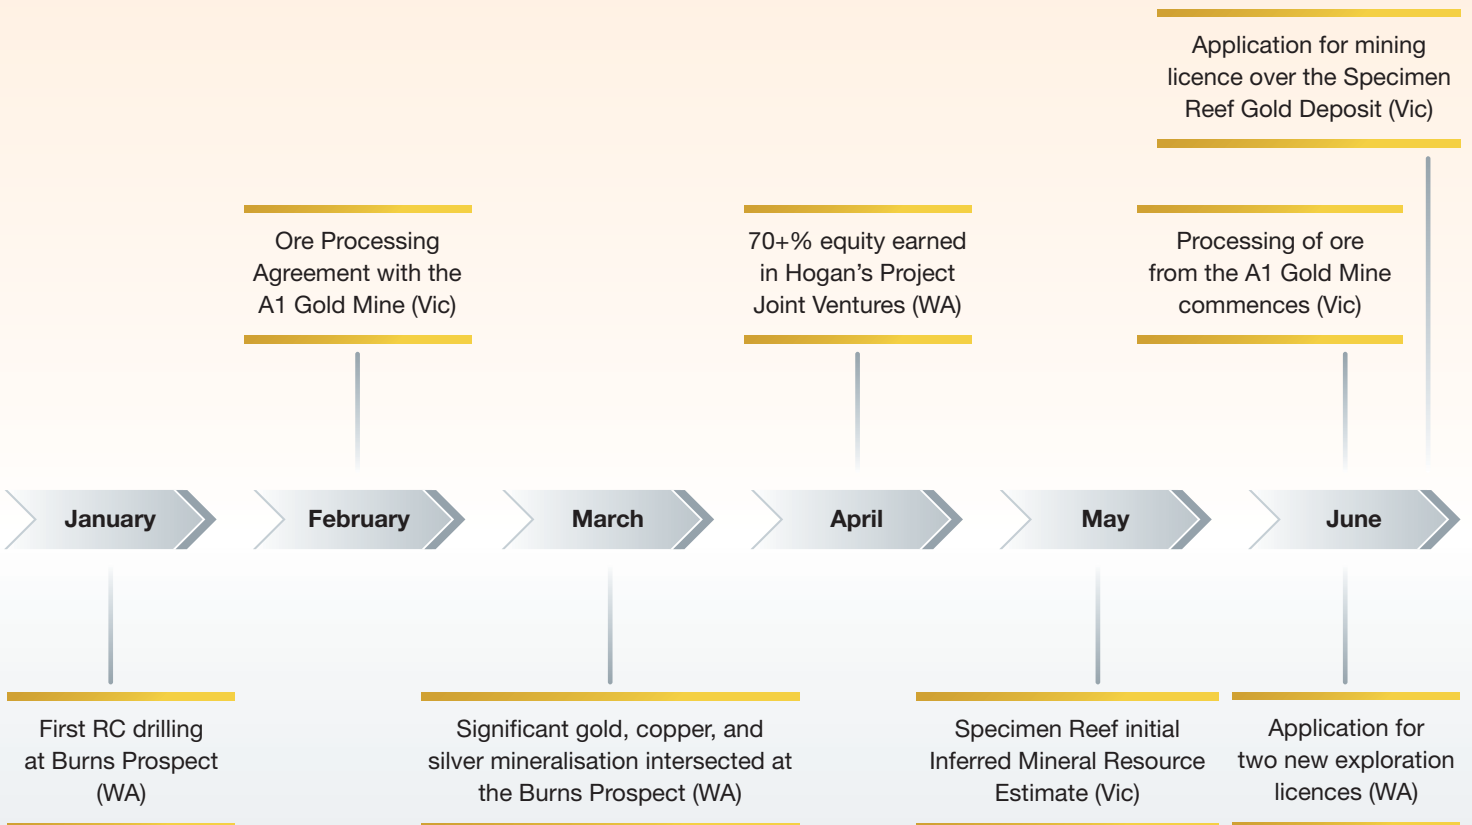 Application for mining
licence over the Specimen
Reef Gold Deposit (Vic)
Ore Processing
Agreement with the
A1 Gold Mine (Vic)
70+% equity earned
in Hogan’s Project
Joint Ventures (WA)
Processing of ore
from the A1 Gold Mine
commences (Vic)
January
February
March
April
May
June
First RC drilling
at Burns Prospect
(WA)
Significant gold, copper, and
silver mineralisation intersected at
the Burns Prospect (WA)
Specimen Reef initial
Inferred Mineral Resource
Estimate (Vic)
Application for
two new exploration
licences (WA)